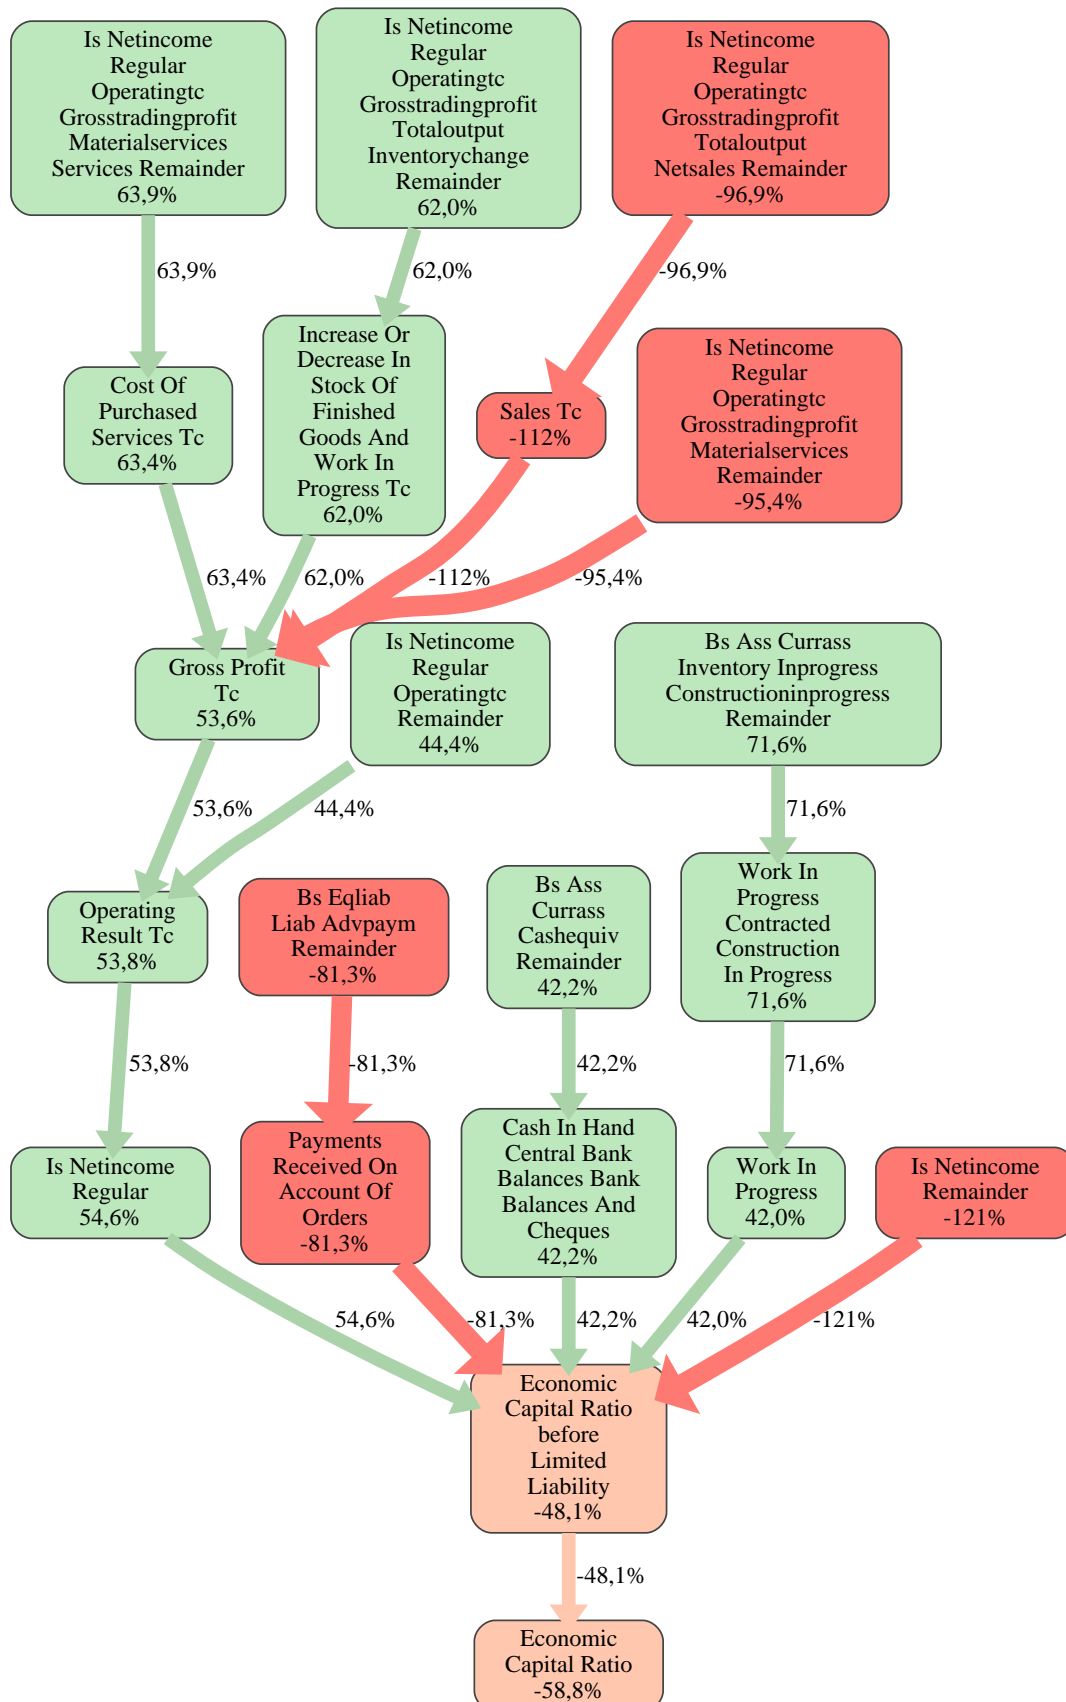 Is Netincome
Regular
Operatingtc
Grosstradingprofit
Materialservices
Services Remainder
63,9%
Is Netincome
Regular
Operatingtc
Grosstradingprofit
Totaloutput
Inventorychange
Remainder
62,0%
Is Netincome
Regular
Operatingtc
Grosstradingprofit
Totaloutput
Netsales Remainder
-96,9%
63,9%
62,0%
-96,9%
Cost Of
Purchased
Services Tc
63,4%
Increase Or
Decrease In
Stock Of
Finished
Goods And
Work In
Progress Tc
62,0%
Sales Tc
-112%
Is Netincome
Regular
Operatingtc
Grosstradingprofit
Materialservices
Remainder
-95,4%
63,4%
62,0%
-112%
-95,4%
Gross Profit
Tc
53,6%
Is Netincome
Regular
Operatingtc
Remainder
44,4%
Bs Ass Currass
Inventory Inprogress
Constructioninprogress
Remainder
71,6%
53,6%
44,4%
71,6%
Operating
Result Tc
53,8%
Bs Eqliab
Liab Advpaym
Remainder
-81,3%
Bs Ass
Currass
Cashequiv
Remainder
42,2%
Work In
Progress
Contracted
Construction
In Progress
71,6%
53,8%
-81,3%
42,2%
71,6%
Is Netincome
Regular
54,6%
Payments
Received On
Account Of
Orders
-81,3%
Cash In Hand
Central Bank
Balances Bank
Balances And
Cheques
42,2%
Work In
Progress
42,0%
Is Netincome
Remainder
-121%
54,6%
-81,3%
42,2%
42,0%
-121%
Economic
Capital Ratio
before
Limited
Liability
-48,1%
-48,1%
Economic
Capital Ratio
-58,8%